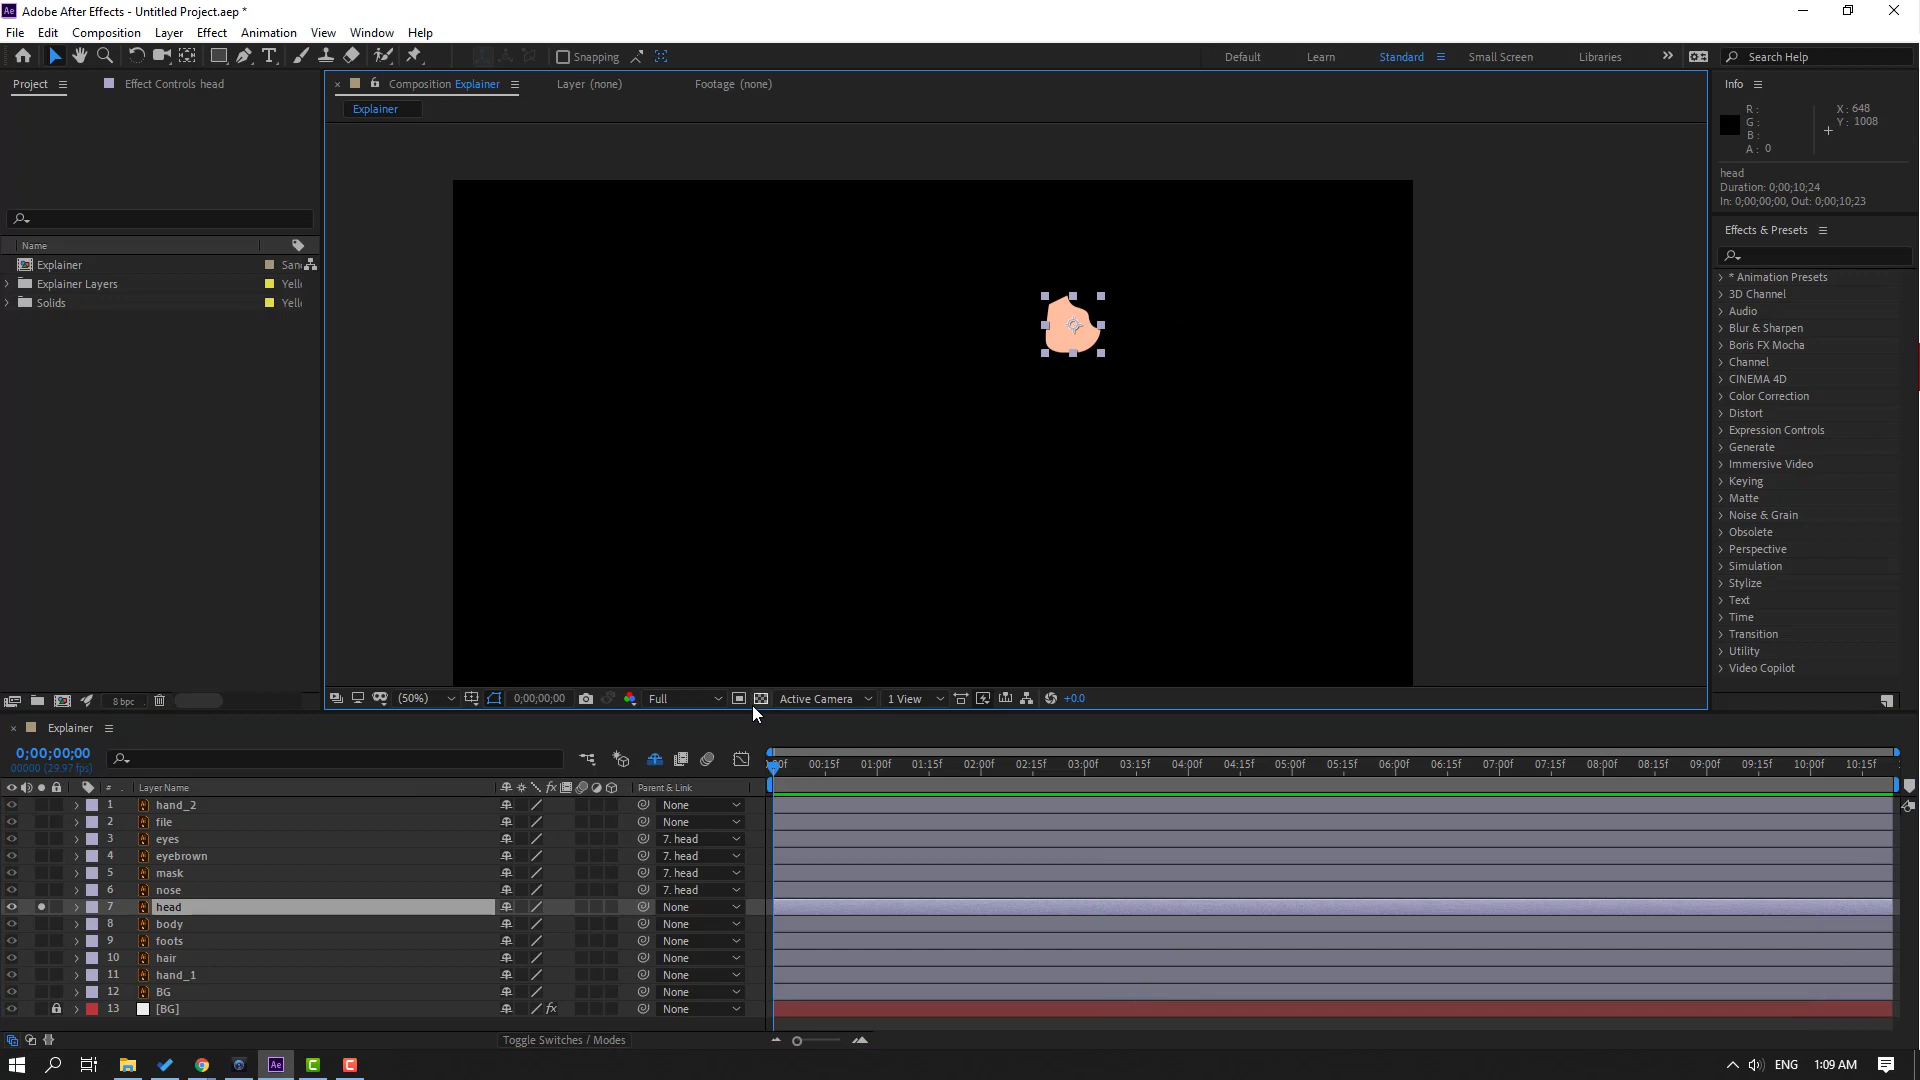 Adobe After Effects - Untitled Project.aep *
File Edit Composition Layer Effect Animation View Window Help
Snapping
Default Learn Standard Small Screen Libraries
Search Help
Project
Effect Controls head
Composition Explainer
Layer (none)
Footage (none)
Explainer
Info
R :
G :
B :
A : 0
X : 648
Y : 1008
head
Duration: 0;00;10;24
In: 0;00;00;00, Out: 0;00;10;23
Name
Explainer
Explainer Layers Yelle
Solids Yelle
Effects & Presets
* Animation Presets
3D Channel
Audio
Blur & Sharpen
Boris FX Mocha
Channel
CINEMA 4D
Color Correction
Distort
Expression Controls
Generate
Immersive Video
Keying
Matte
Noise & Grain
Obsolete
Perspective
Simulation
Stylize
Text
Time
Transition
Utility
Video Copilot
8 bpc
(50%) 0;00;00;00 Full Active Camera 1 View +0.0
Explainer
0;00;00;00
00000 (29.97 fps)
00:15f 01:00f 01:15f 02:00f 02:15f 03:00f 03:15f 04:00f 04:15f 05:00f 05:15f 06:00f 06:15f 07:00f 07:15f 08:00f 08:15f 09:00f 09:15f 10:00f 10:15f
# Layer Name fx Parent & Link
1 hand_2 None
2 file None
3 eyes 7. head
4 eyebrown 7. head
5 mask 7. head
6 nose 7. head
7 head None
8 body None
9 foots None
10 hair None
11 hand_1 None
12 BG None
13 [BG] fx None
Toggle Switches / Modes
ENG 1:09 AM